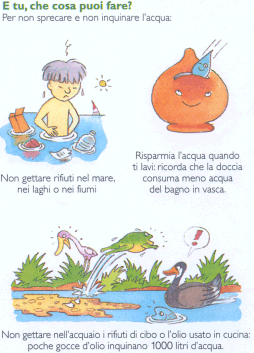 E tu, che cosa puoi fare?
Per non sprecare e non inquinare l'acqua:
Non gettare rifiuti nel mare,
nei laghi o nei fiumi
Risparmia l'acqua quando
ti lavi: ricorda che la doccia
consuma meno acqua
del bagno in vasca.
!
Non gettare nell'acquaio i rifiuti di cibo o l'olio usato in cucina:
poche gocce d'olio inquinano 1000 litri d'acqua.